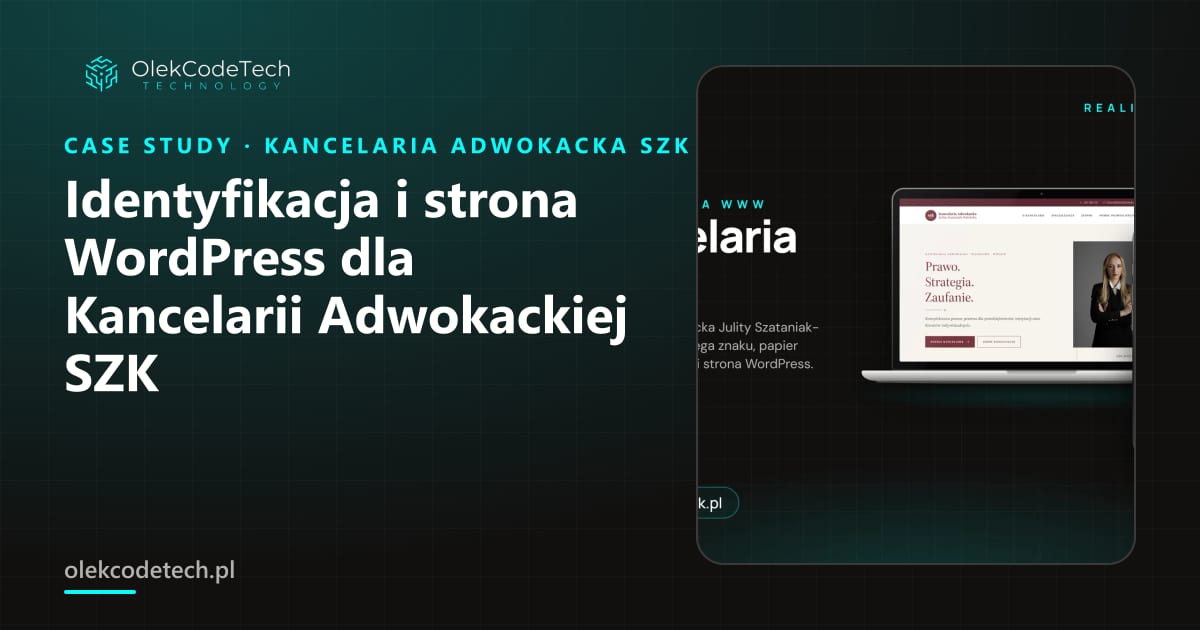 OlekCodeTech
TECHNOLOGY
CASE STUDY · KANCELARIA ADWOKACKA SZK
Identyfikacja i strona
WordPress dla
Kancelarii Adwokackiej
SZK
olekcodetech.pl
REALI
A WWW
elaria
cka Julity Szataniak-
ega znaku, papier
i strona WordPress.
k.pl
Prawo.
Strategia.
Zaufanie.